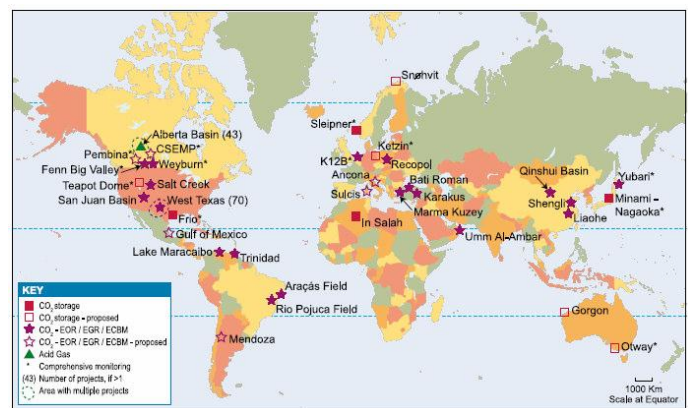 Snøhvit
Alberta Basin (43)
Sleipner*
CSEMP*
Pembina*
Ketzin*
K12B*
Recopol
Fenn Big Valley*
Weyburn*
Qinshui Basin
Yubari*
Ancona
Bati Roman
Teapot Dome*
Salt Creek
Sulcis
Karakus
San Juan Basin
West Texas (70)
Shengli
Minami-
Nagaoka*
Marma Kuzey
Liaohe
Frio*
In Salah
Gulf of Mexico
Umm Al-Ambar
Lake Maracaibo
Trinidad
Araçás Field
Rio Pojuca Field
Gorgon
Mendoza
Otway*
KEY
CO2 storage
CO2 storage - proposed
CO2 - EOR / EGR / ECBM
CO2 - EOR / EGR / ECBM - proposed
Acid Gas
* Comprehensive monitoring
(43) Number of projects, if >1
Area with multiple projects
1000 Km
Scale at Equator